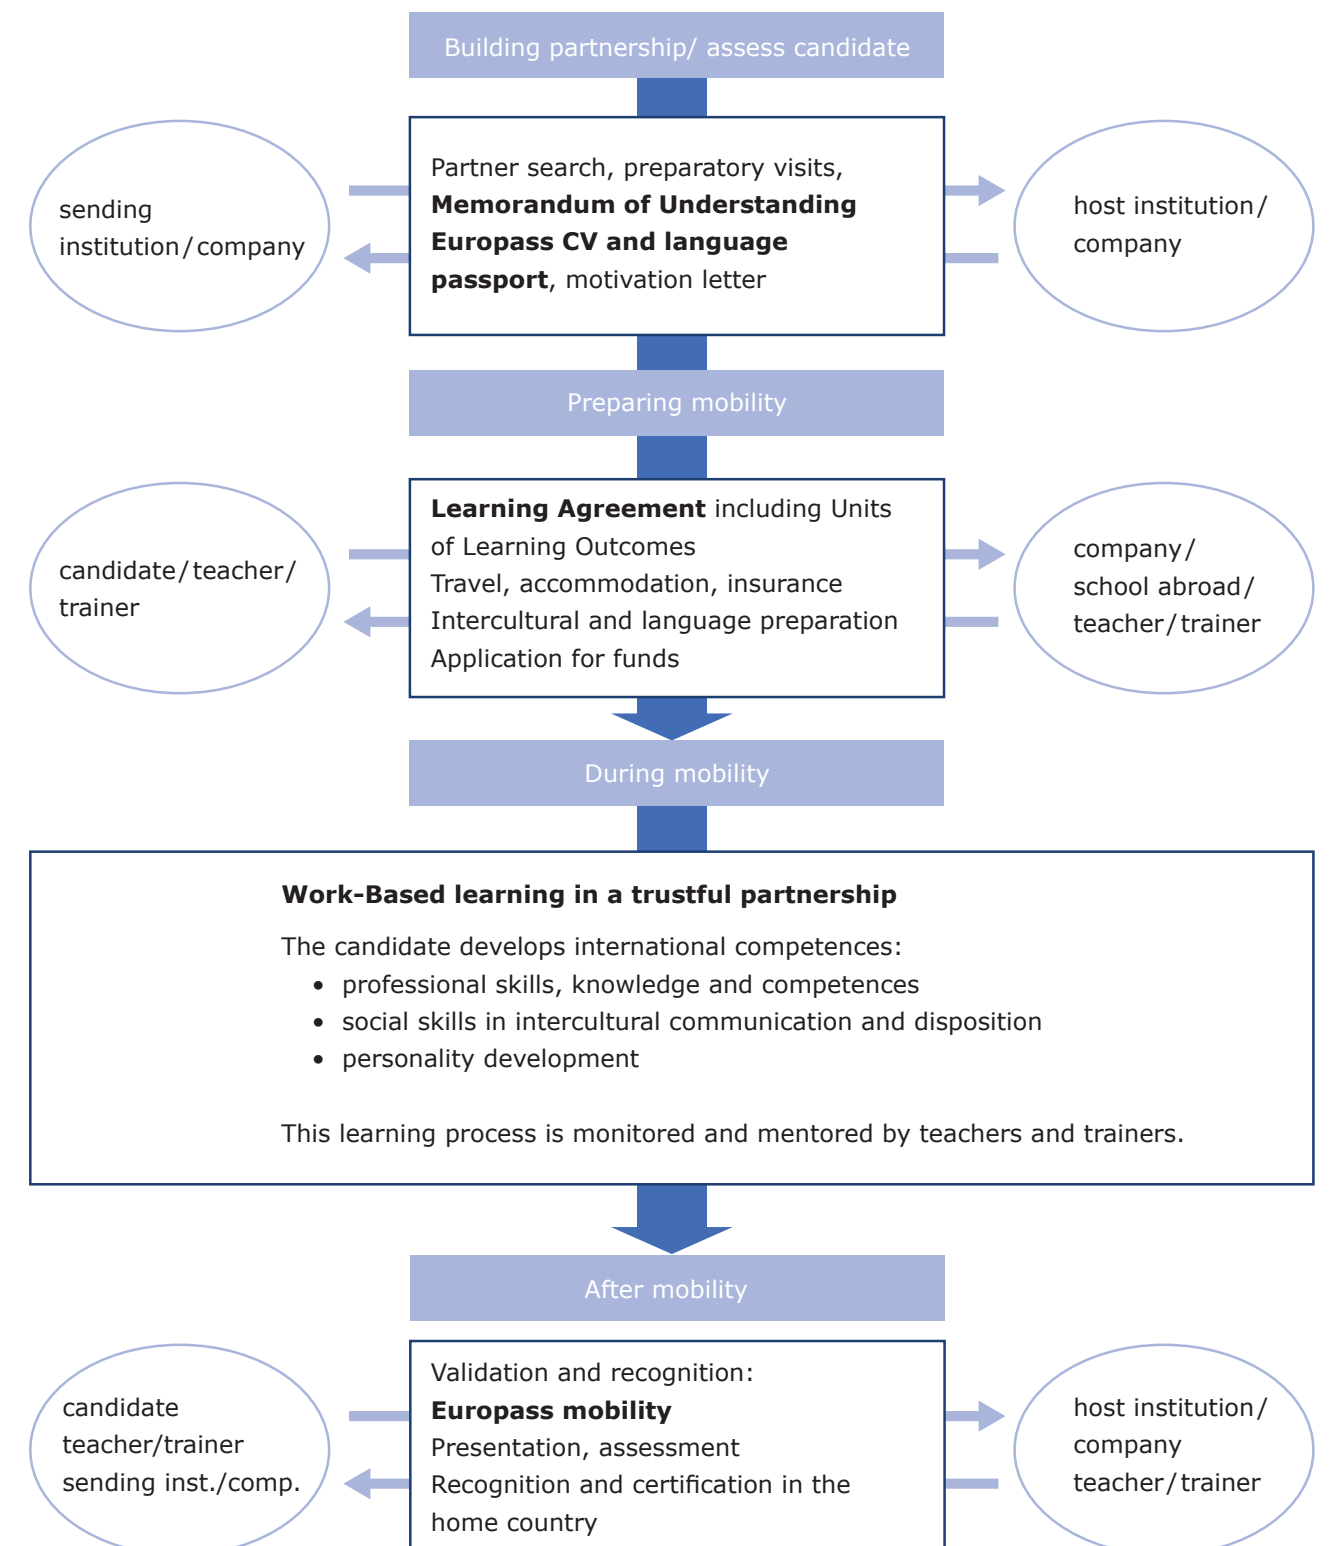 Building partnership/ assess candidate
sending
institution/company
Partner search, preparatory visits,
Memorandum of Understanding
Europass CV and language
passport, motivation letter
host institution/
company
Preparing mobility
candidate/teacher/
trainer
Learning Agreement including Units
of Learning Outcomes
Travel, accommodation, insurance
Intercultural and language preparation
Application for funds
company/
school abroad/
teacher/trainer
During mobility
Work-Based learning in a trustful partnership
The candidate develops international competences:
• professional skills, knowledge and competences
• social skills in intercultural communication and disposition
• personality development
This learning process is monitored and mentored by teachers and trainers.
After mobility
candidate
teacher/trainer
sending inst./comp.
Validation and recognition:
Europass mobility
Presentation, assessment
Recognition and certification in the
home country
host institution/
company
teacher/trainer